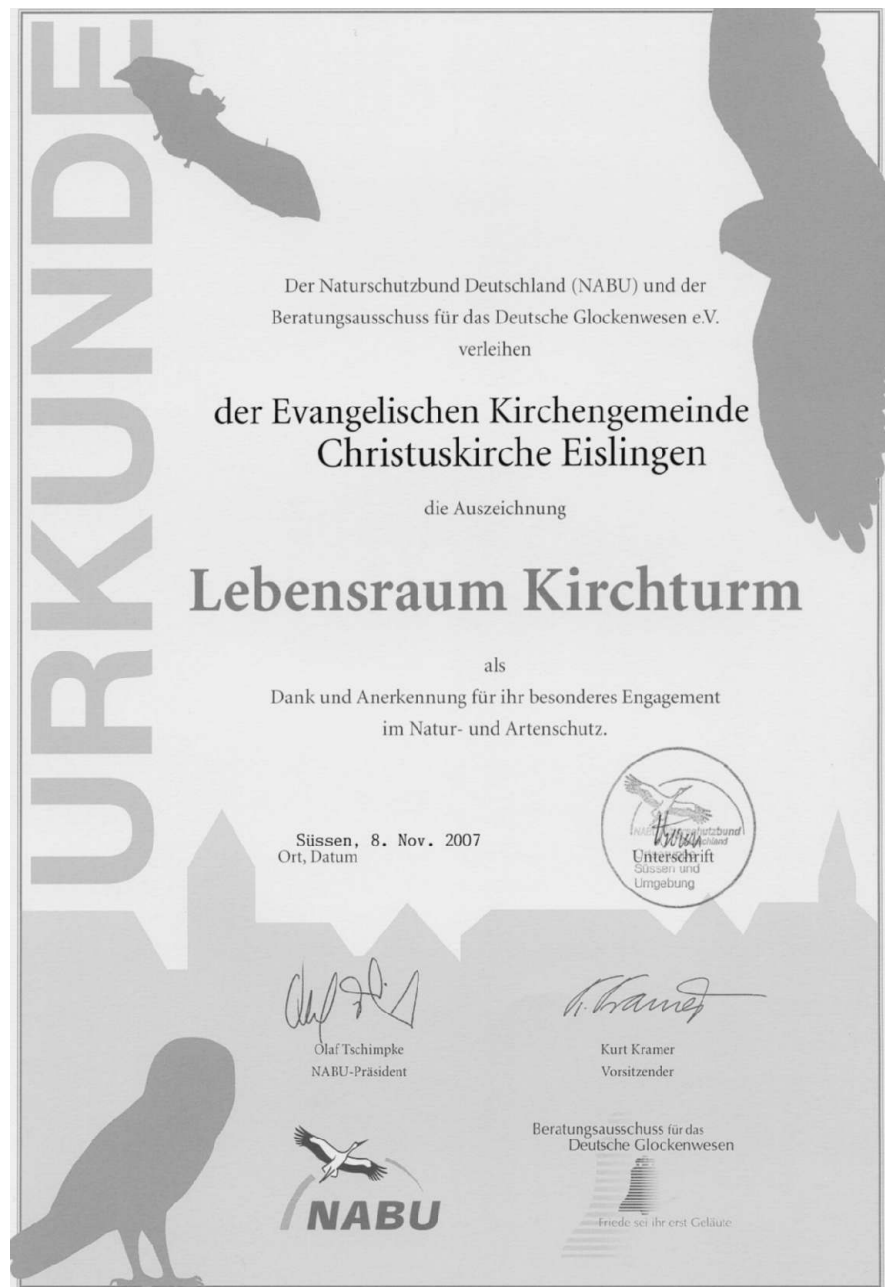 URKUNDE
Der Naturschutzbund Deutschland (NABU) und der
Beratungsausschuss für das Deutsche Glockenwesen e.V.
verleihen
der Evangelischen Kirchengemeinde
Christuskirche Eislingen
die Auszeichnung
Lebensraum Kirchturm
als
Dank und Anerkennung für ihr besonderes Engagement
im Natur- und Artenschutz.
Süssen, 8. Nov. 2007
Ort, Datum
Unterschrift
Süssen und
Umgebung
Olaf Tschimpke
NABU-Präsident
Kurt Kramer
Vorsitzender
NABU
Beratungsausschuss für das
Deutsche Glockenwesen
Friede sei ihr erst Geläute